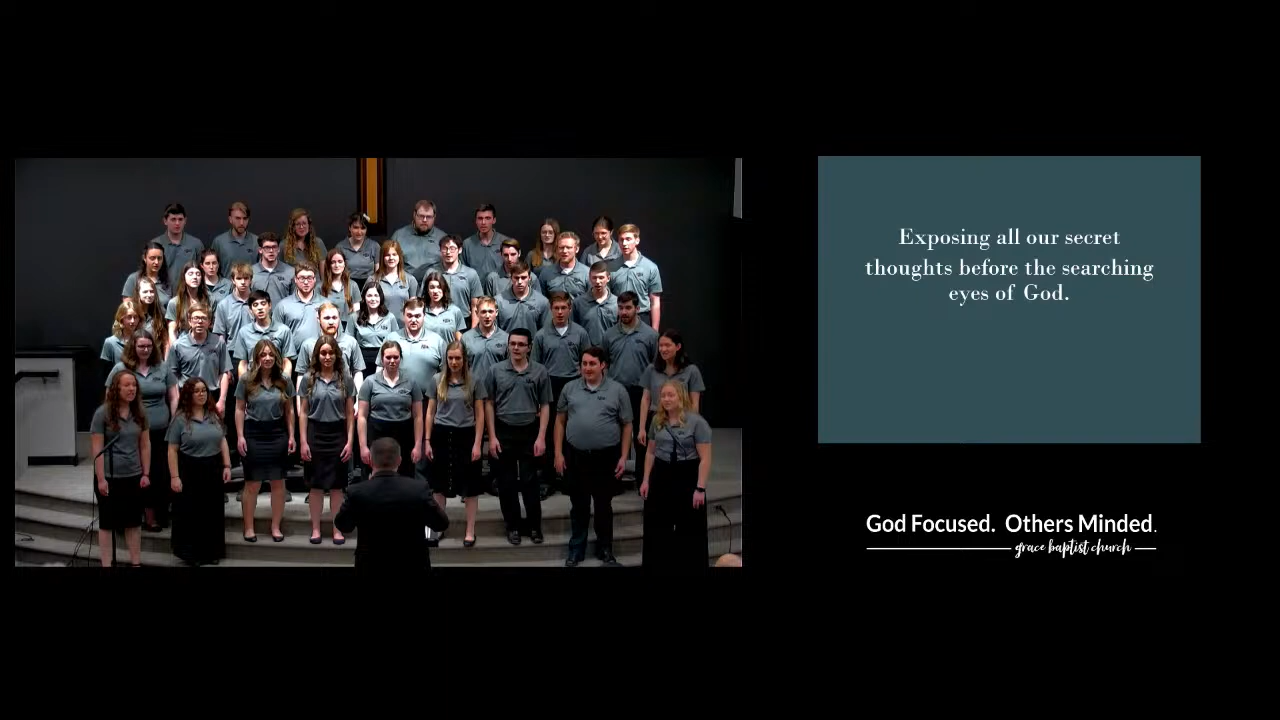 Exposing all our secret
thoughts before the searching
eyes of God.
God Focused. Others Minded.
grace baptist church